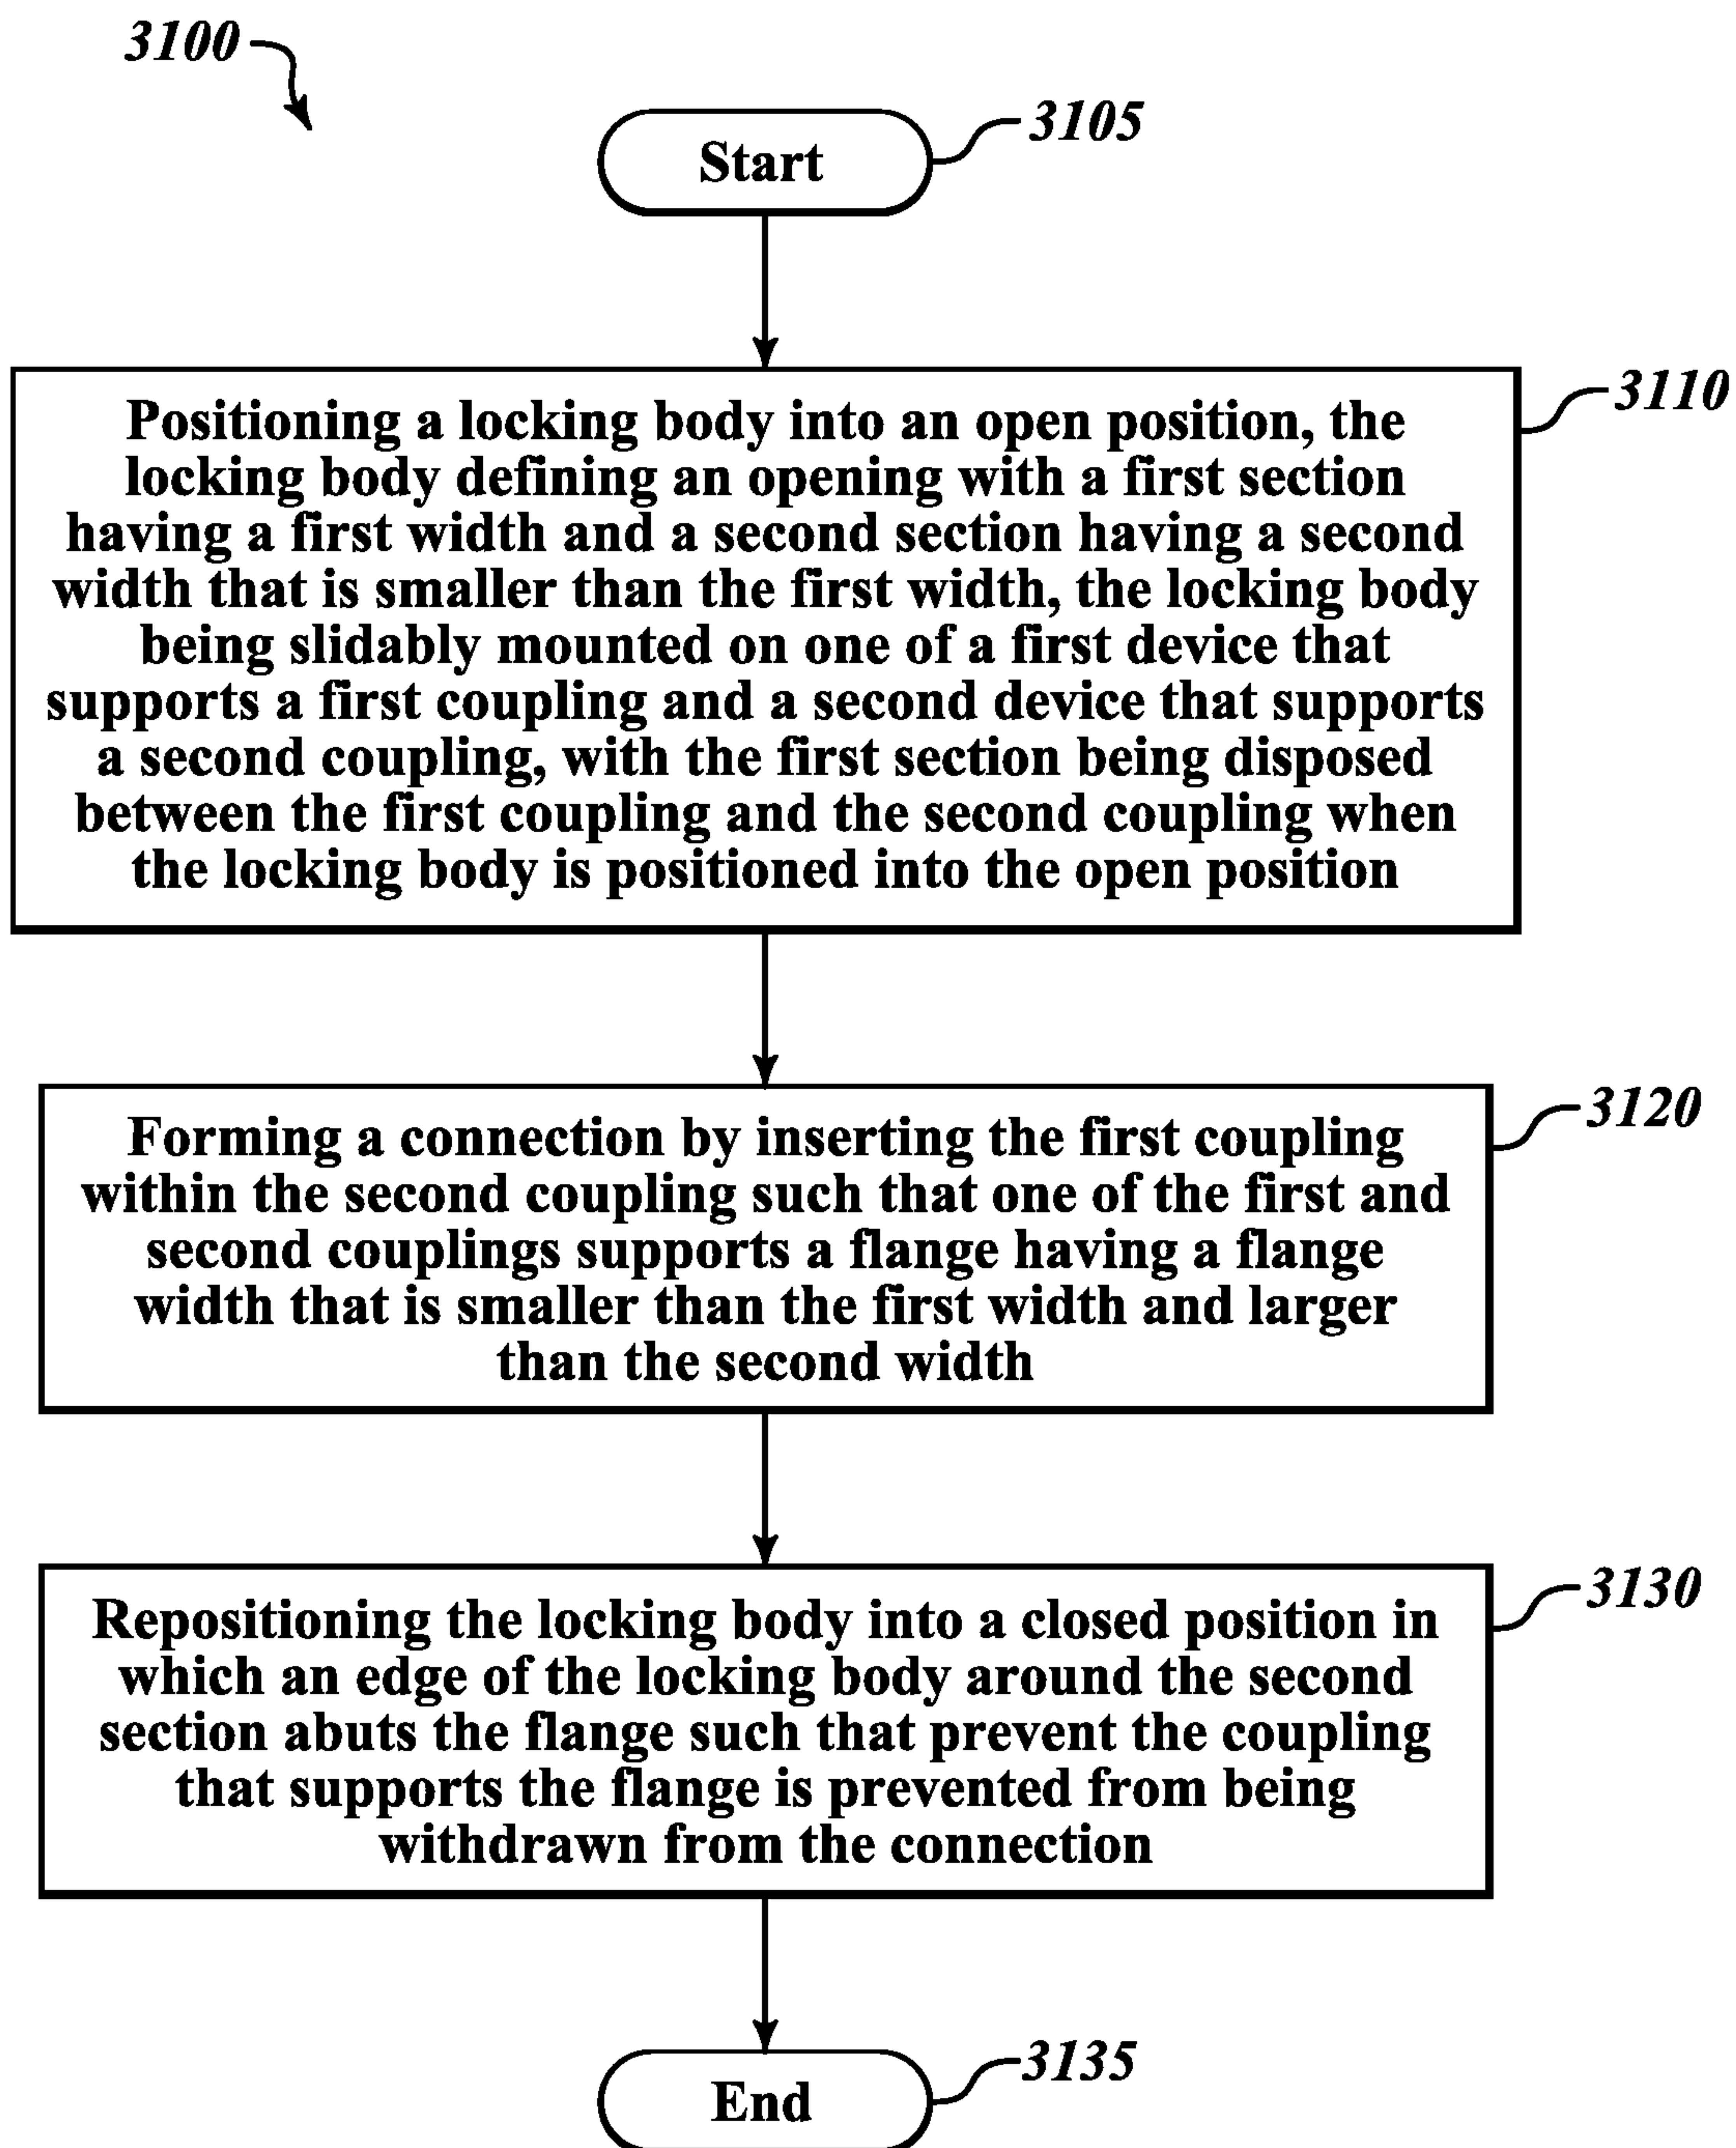 3100
Start
3105
Positioning a locking body into an open position, the
locking body defining an opening with a first section
having a first width and a second section having a second
width that is smaller than the first width, the locking body
being slidably mounted on one of a first device that
supports a first coupling and a second device that supports
a second coupling, with the first section being disposed
between the first coupling and the second coupling when
the locking body is positioned into the open position
3110
Forming a connection by inserting the first coupling
within the second coupling such that one of the first and
second couplings supports a flange having a flange
width that is smaller than the first width and larger
than the second width
3120
Repositioning the locking body into a closed position in
which an edge of the locking body around the second
section abuts the flange such that prevent the coupling
that supports the flange is prevented from being
withdrawn from the connection
3130
End
3135